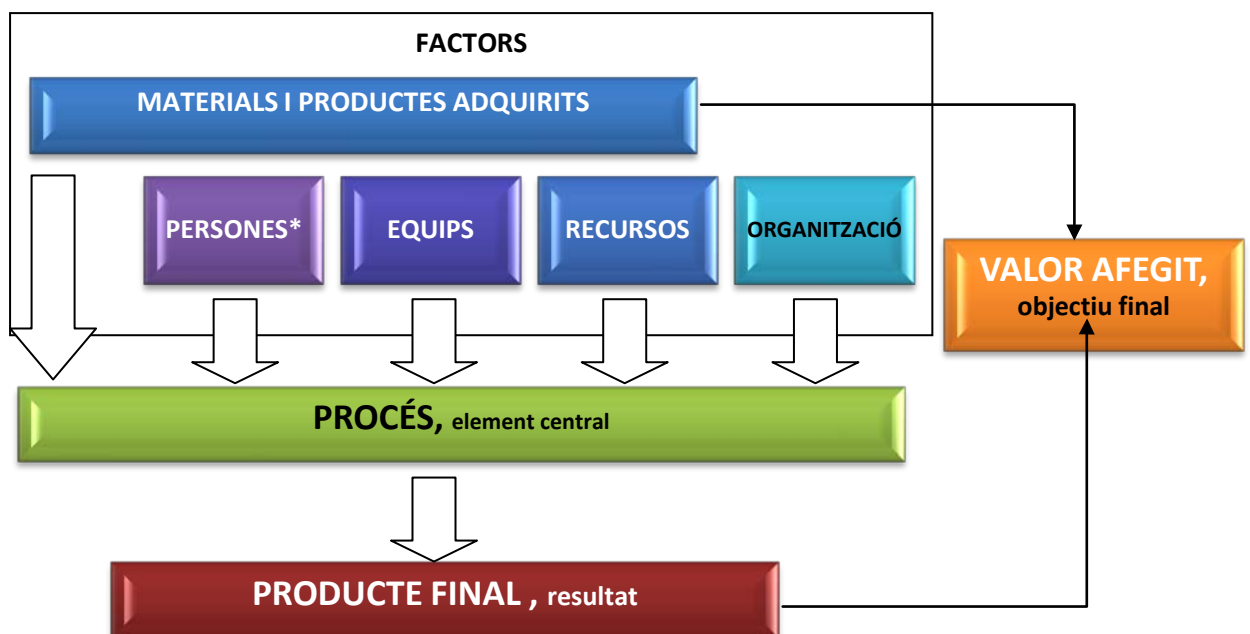 FACTORS
MATERIALS I PRODUCTES ADQUIRITS
PERSONES*
EQUIPS
RECURSOS
ORGANITZACIÓ
VALOR AFEGIT,
objectiu final
PROCÉS, element central
PRODUCTE FINAL , resultat